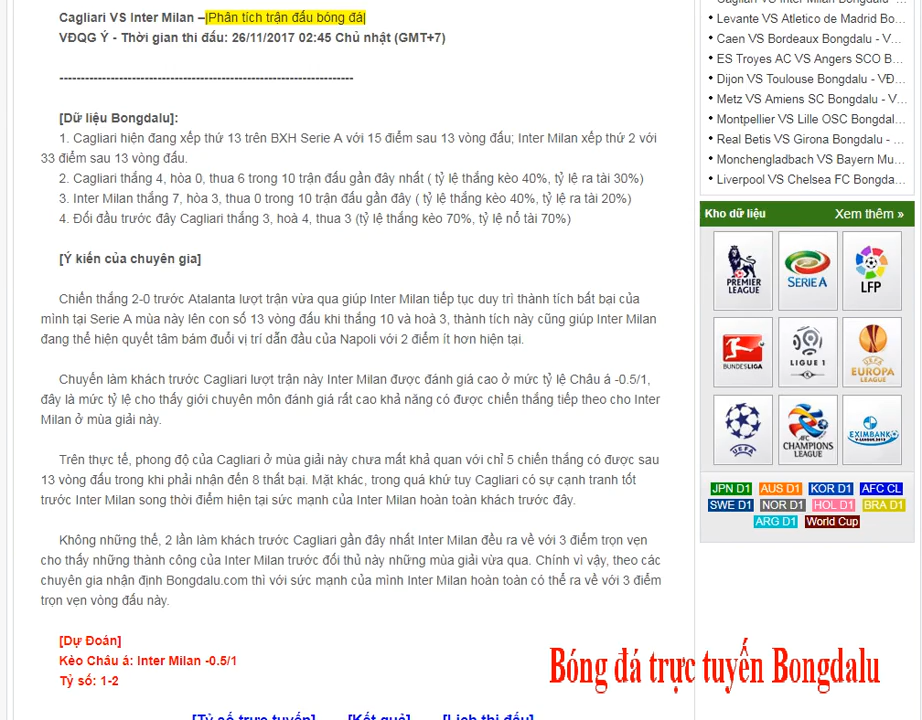 Cagliari VS Inter Milan –|Phân tích trận đấu bóng đá|
VĐQG Ý - Thời gian thi đấu: 26/11/2017 02:45 Chủ nhật (GMT+7)
-----------------------------------------------------------------------
[Dữ liệu Bongdalu]:
1. Cagliari hiện đang xếp thứ 13 trên BXH Serie A với 15 điểm sau 13 vòng đấu; Inter Milan xếp thứ 2 với
33 điểm sau 13 vòng đấu.
2. Cagliari thắng 4, hòa 0, thua 6 trong 10 trận đấu gần đây nhất ( tỷ lệ thắng kèo 40%, tỷ lệ ra tài 30%)
3. Inter Milan thắng 7, hòa 3, thua 0 trong 10 trận đấu gần đây ( tỷ lệ thắng kèo 40%, tỷ lệ ra tài 20%)
4. Đối đầu trước đây Cagliari thắng 3, hoà 4, thua 3 (tỷ lệ thắng kèo 70%, tỷ lệ nổ tài 70%)
[Ý kiến của chuyên gia]
Chiến thắng 2-0 trước Atalanta lượt trận vừa qua giúp Inter Milan tiếp tục duy trì thành tích bất bại của
mình tại Serie A mùa này lên con số 13 vòng đấu khi thắng 10 và hoà 3, thành tích này cũng giúp Inter Milan
đang thể hiện quyết tâm bám đuổi vị trí dẫn đầu của Napoli với 2 điểm ít hơn hiện tại.
Chuyến làm khách trước Cagliari lượt trận này Inter Milan được đánh giá cao ở mức tỷ lệ Châu á -0.5/1,
đây là mức tỷ lệ cho thấy giới chuyên môn đánh giá rất cao khả năng có được chiến thắng tiếp theo cho Inter
Milan ở mùa giải này.
Trên thực tế, phong độ của Cagliari ở mùa giải này chưa mất khả quan với chỉ 5 chiến thắng có được sau
13 vòng đấu trong khi phải nhận đến 8 thất bại. Mặt khác, trong quá khứ tuy Cagliari có sự cạnh tranh tốt
trước Inter Milan song thời điểm hiện tại sức mạnh của Inter Milan hoàn toàn khách trước đây.
Không những thế, 2 lần làm khách trước Cagliari gần đây nhất Inter Milan đều ra về với 3 điểm trọn vẹn
cho thấy những thành công của Inter Milan trước đối thủ này những mùa giải vừa qua. Chính vì vậy, theo các
chuyên gia nhận định Bongdalu.com thì với sức mạnh của mình Inter Milan hoàn toàn có thể ra về với 3 điểm
trọn vẹn vòng đấu này.
[Dự Đoán]
Kèo Châu á: Inter Milan -0.5/1
Tỷ số: 1-2
[Tỷ số trực tuyến] [Kết quả] [Lịch thi đấu]
Cagliari VS Inter Milan Bongdalu ...
Levante VS Atletico de Madrid Bo...
Caen VS Bordeaux Bongdalu - V...
ES Troyes AC VS Angers SCO B...
Dijon VS Toulouse Bongdalu - VĐ...
Metz VS Amiens SC Bongdalu - V...
Montpellier VS Lille OSC Bongdal...
Real Betis VS Girona Bongdalu - ...
Monchengladbach VS Bayern Mu...
Liverpool VS Chelsea FC Bongda...
Kho dữ liệu Xem thêm »
PREMIER LEAGUE SERIE A LFP
BUNDESLIGA LIGUE 1 UEFA EUROPA LEAGUE
UEFA AFC CHAMPIONS LEAGUE EXIMBANK
JPN D1 AUS D1 KOR D1 AFC CL
SWE D1 NOR D1 HOL D1 BRA D1
ARG D1 World Cup
Bóng đá trực tuyến Bongdalu